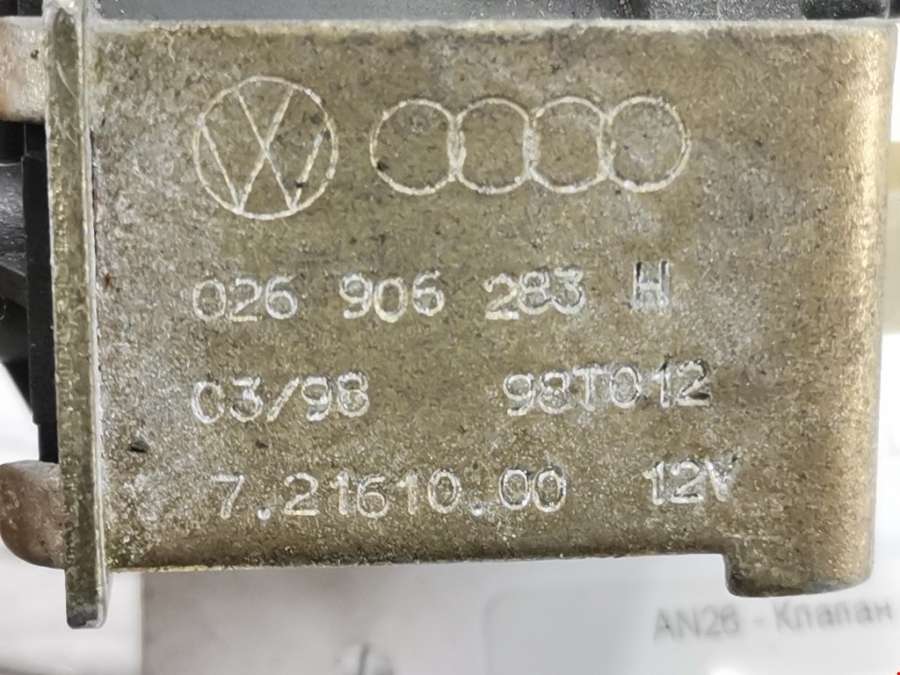 026 906 283 H
03/98 98T012
7.21610.00 12V
AN26 - Клапан